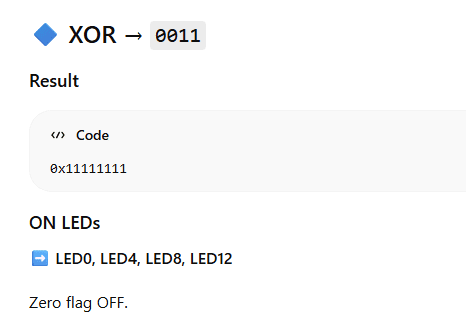 XOR → 0011
Result
Code
0x11111111
ON LEDs
LED0, LED4, LED8, LED12
Zero flag OFF.